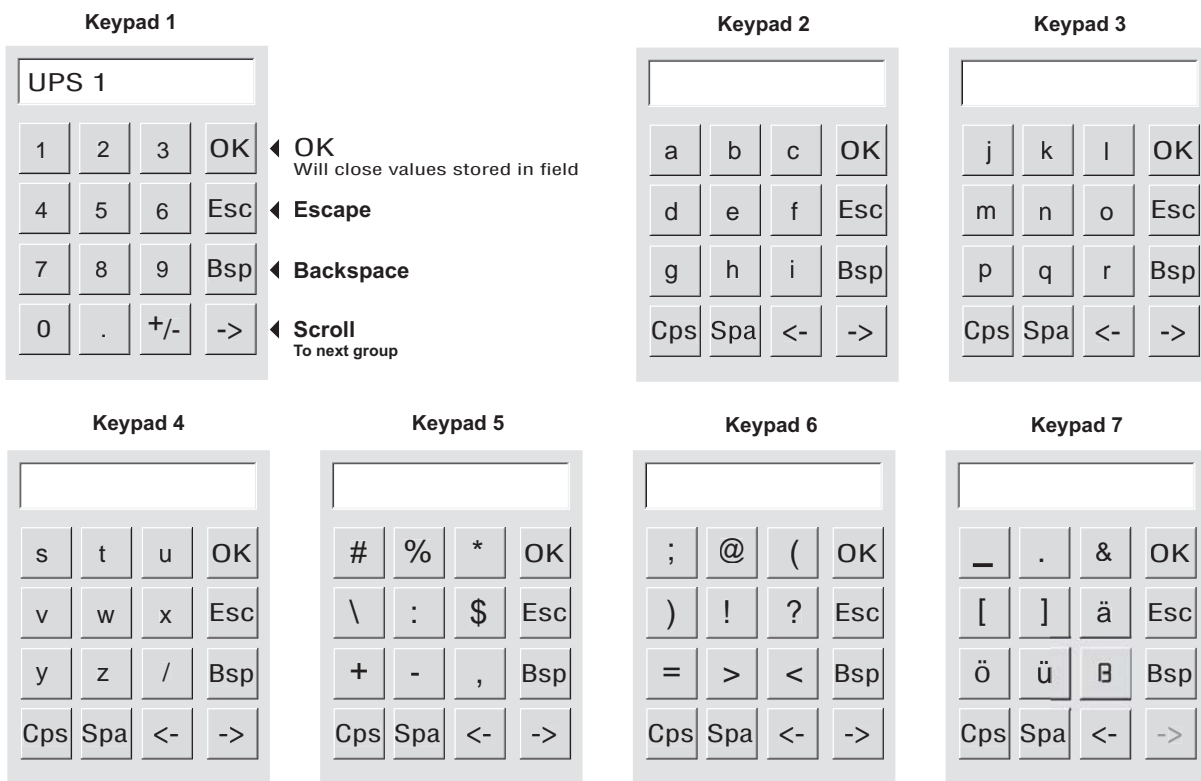 Keypad 1
UPS 1
1 2 3 OK
4 5 6 Esc
7 8 9 Bsp
0 . +/- ->
OK
Will close values stored in field
Escape
Backspace
Scroll
To next group
Keypad 2
a b c OK
d e f Esc
g h i Bsp
Cps Spa <- ->
Keypad 3
j k l OK
m n o Esc
p q r Bsp
Cps Spa <- ->
Keypad 4
s t u OK
v w x Esc
y z / Bsp
Cps Spa <- ->
Keypad 5
# % * OK
\ : $ Esc
+ - , Bsp
Cps Spa <- ->
Keypad 6
; @ ( OK
) ! ? Esc
= > < Bsp
Cps Spa <- ->
Keypad 7
_ . & OK
[ ] ä Esc
ö ü ß Bsp
Cps Spa <- ->